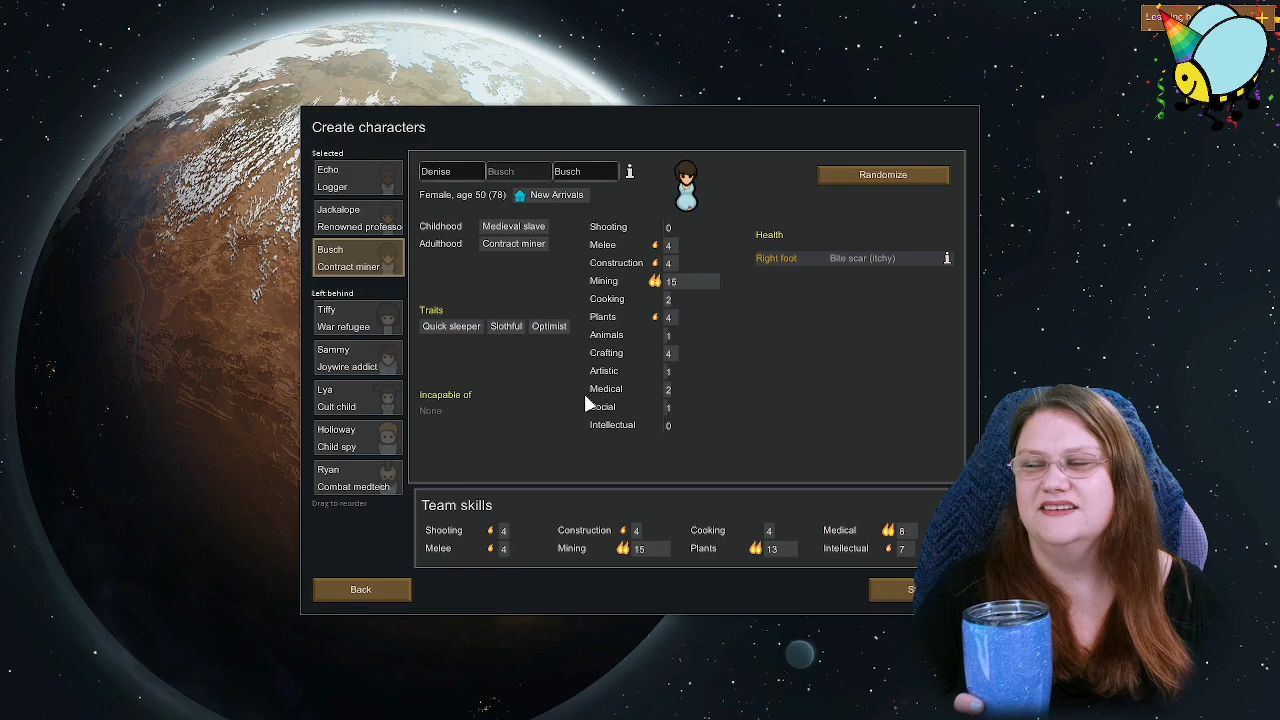 Create characters
Selected
Echo
Logger
Jackalope
Renowned professo
Busch
Contract miner
Left behind
Tiffy
War refugee
Sammy
Joywire addict
Lya
Cult child
Holloway
Child spy
Ryan
Combat medtech
Drag to reorder
Denise Busch Busch
Randomize
Female, age 50 (78) New Arrivals
Childhood Medieval slave
Adulthood Contract miner
Traits
Quick sleeper Slothful Optimist
Incapable of
None
Shooting 0
Melee 4
Construction 4
Mining 15
Cooking 2
Plants 4
Animals 1
Crafting 4
Artistic 1
Medical 2
Social 1
Intellectual 0
Health
Right foot Bite scar (itchy)
Team skills
Shooting 4 Construction 4 Cooking 4 Medical 8
Melee 4 Mining 15 Plants 13 Intellectual 7
Back